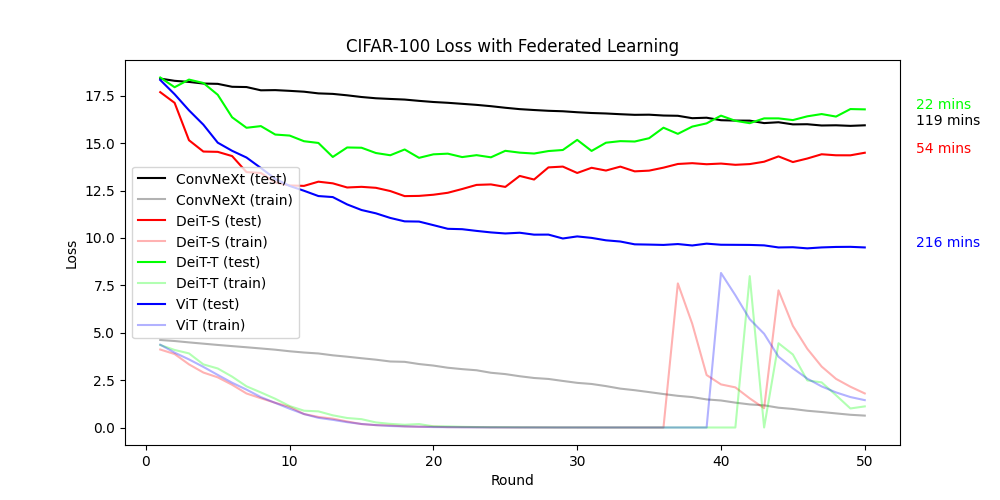 CIFAR-100 Loss with Federated Learning
Loss
17.5
15.0
12.5
10.0
7.5
5.0
2.5
0.0
ConvNeXt (test)
ConvNeXt (train)
DeiT-S (test)
DeiT-S (train)
DeiT-T (test)
DeiT-T (train)
ViT (test)
ViT (train)
22 mins
119 mins
54 mins
216 mins
0
10
20
30
40
50
Round